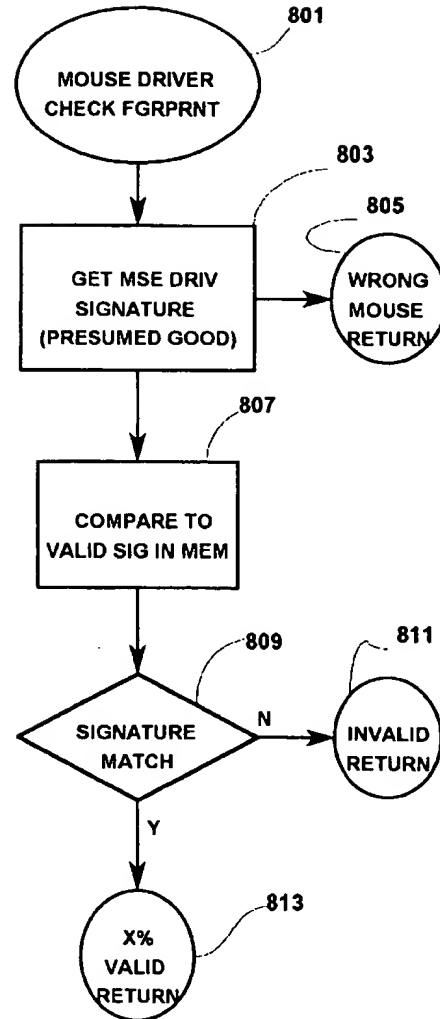 801
MOUSE DRIVER
CHECK FGRPRNT
803
GET MSE DRIV
SIGNATURE
(PRESUMED GOOD)
805
WRONG
MOUSE
RETURN
807
COMPARE TO
VALID SIG IN MEM
809
SIGNATURE
MATCH
N
811
INVALID
RETURN
Y
813
X%
VALID
RETURN